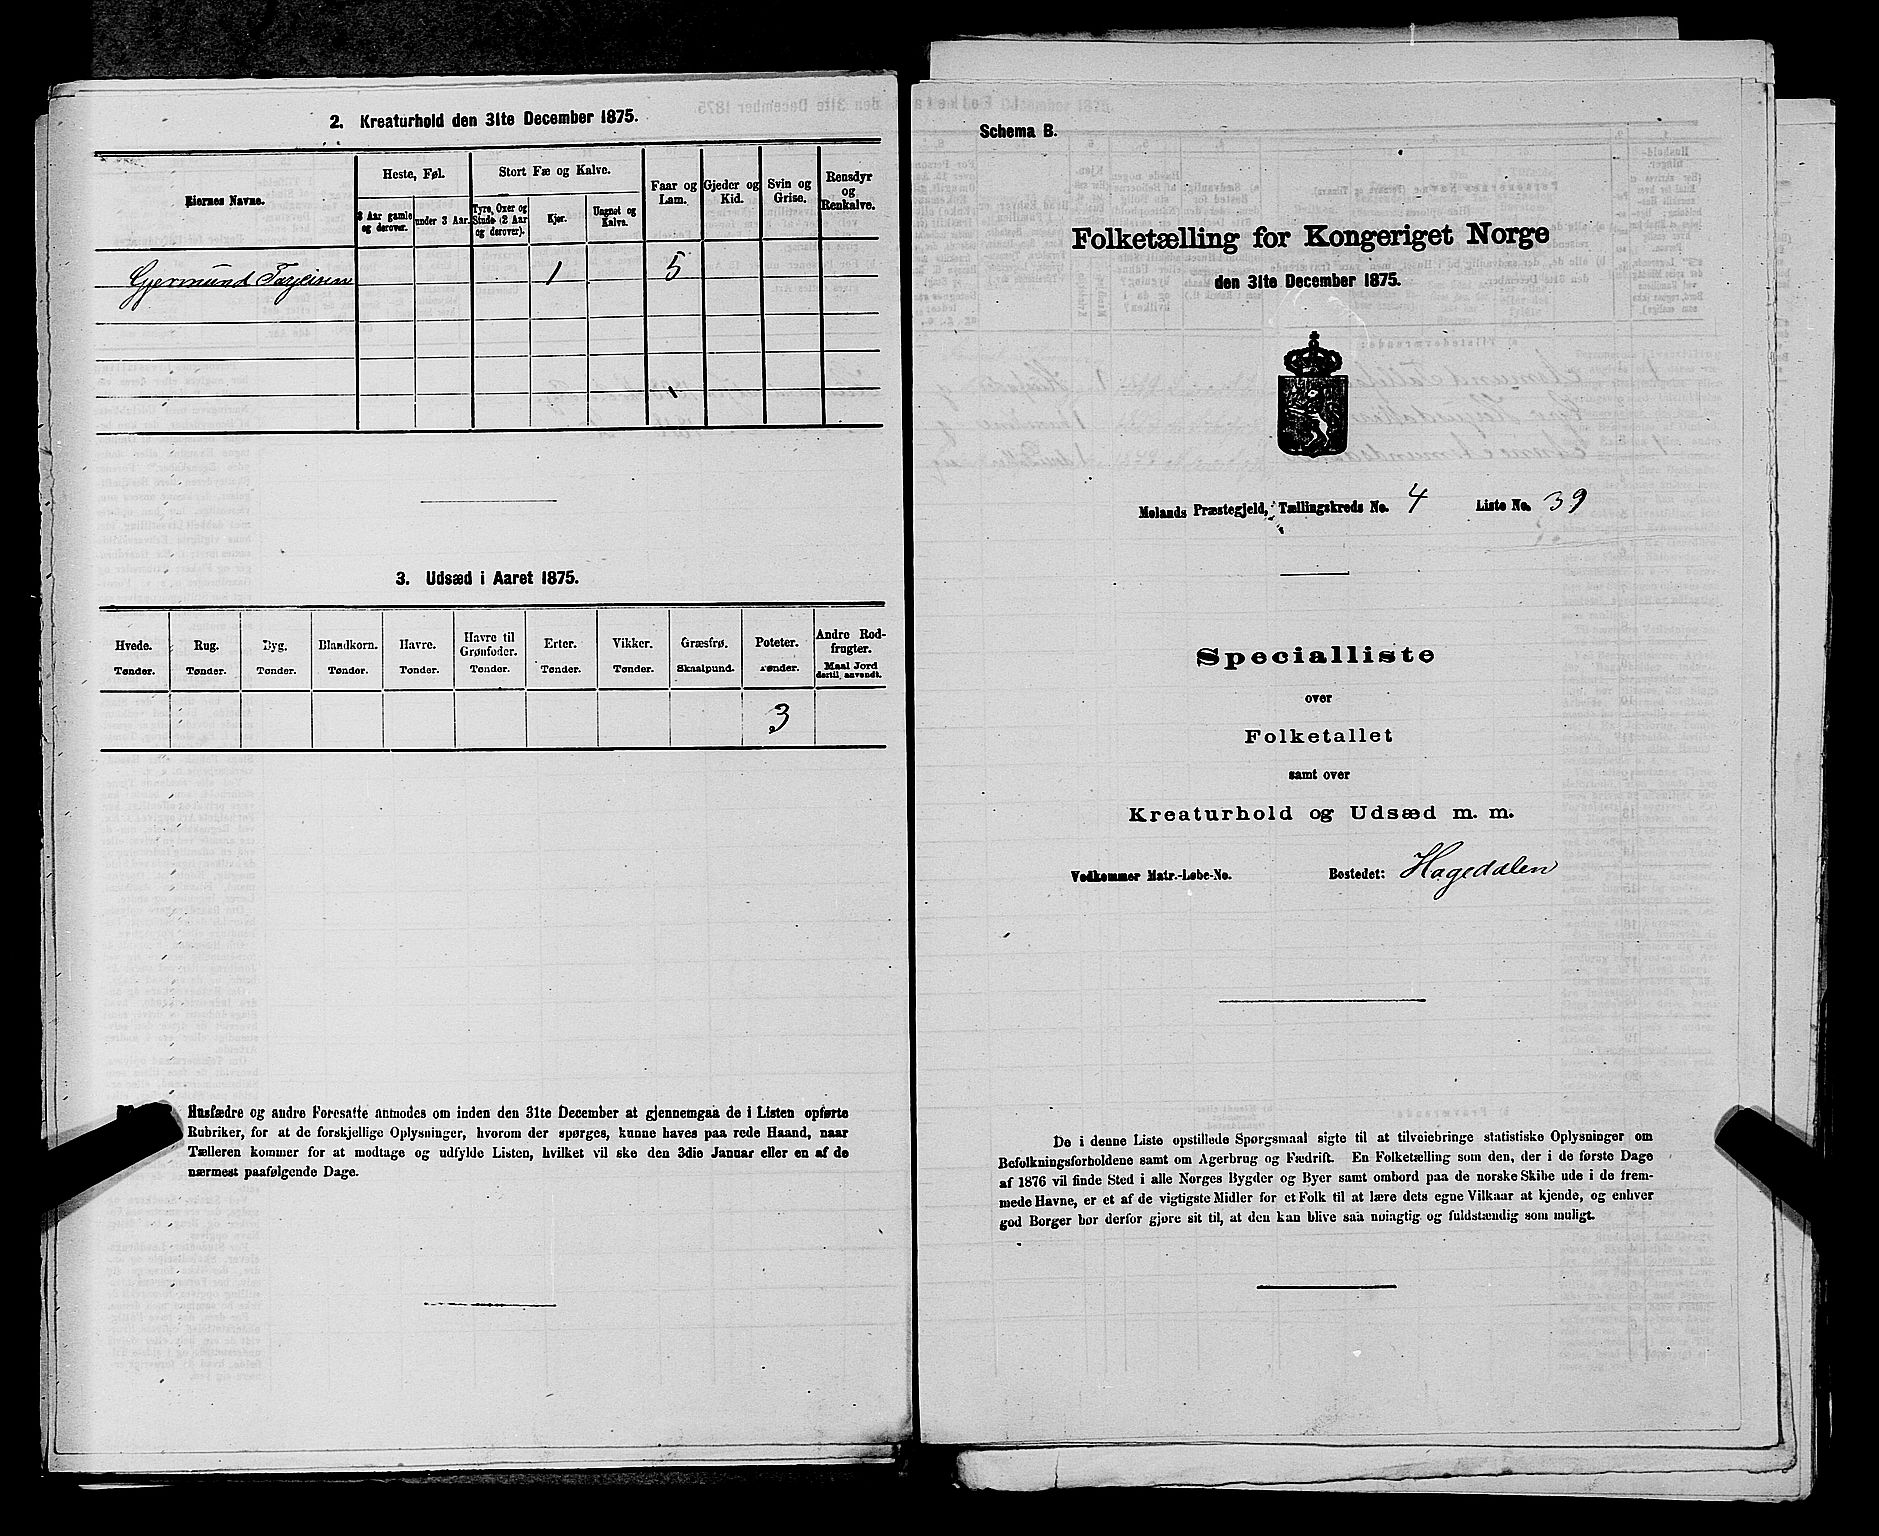 2. Kreaturhold den 31te December 1875.
Eiernes Navne.
Heste, Føl.
Stort Fæ og Kalve.
Faar og Lam.
Gjeder og Kid.
Svin og Grise.
Rensdyr og Renkalve.
3 Aar gamle og derover.
under 3 Aar.
Tyre, Oxer og Stude (2 Aar og derover).
Kjør.
Ungnøt og Kalve.
Gjermund 1 5
3. Udsæd i Aaret 1875.
Hvede. Rug. Byg. Blandkorn. Havre. Havre til Grønfoder. Erter. Vikker. Græsfrø. Poteter. Andre Rodfrugter.
Tønder. Tønder. Tønder. Tønder. Tønder. Tønder. Tønder. Tønder. Skaalpund. Tønder. Maal Jord dertil anvendt.
3
Husfædre og andre Foresatte anmodes om inden den 31te December at gjennemgaa de i Listen opførte
Rubriker, for at de forskjellige Oplysninger, hvorom der spørges, kunne haves paa rede Haand, naar
Tælleren kommer for at modtage og udfylde Listen, hvilket vil ske den 3die Januar eller en af de
nærmest paafølgende Dage.
Schema B.
Folketælling for Kongeriget Norge
den 31te December 1875.
Molands Præstegjeld, Tællingskreds No. 4 Liste No. 39
Specialliste
over
Folketallet
samt over
Kreaturhold og Udsæd m. m.
Vedkommer Matr.-Løbe-No. Bostedet: Hagedalen
De i denne Liste opstillede Spørgsmaal sigte til at tilveiebringe statistiske Oplysninger om
Befolkningsforholdene samt om Agerbrug og Fædrift. En Folketælling som den, der i de første Dage
af 1876 vil finde Sted i alle Norges Bygder og Byer samt ombord paa de norske Skibe ude i de frem-
mede Havne, er et af de vigtigste Midler for et Folk til at lære dets egne Vilkaar at kjende, og enhver
god Borger bør derfor gjøre sit til, at den kan blive saa nøiagtig og fuldstændig som muligt.